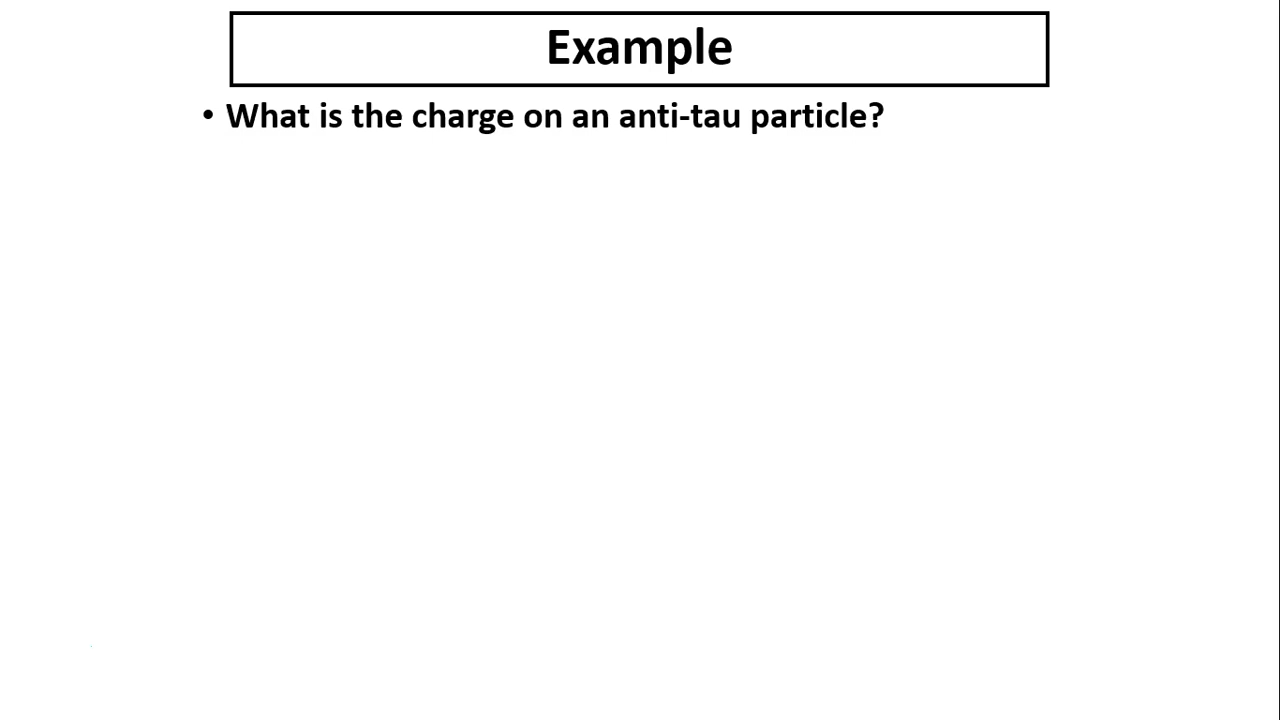 Example
• What is the charge on an anti-tau particle?